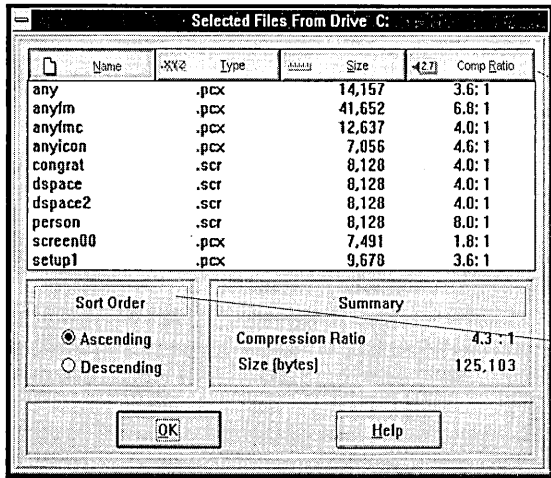 Selected Files From Drive C:
Name .XYZ Type Size 2.7 Comp Ratio
any .pcx 14,157 3.6: 1
anyfm .pcx 41,652 6.8: 1
anyfmc .pcx 12,637 4.0: 1
anyicon .pcx 7,056 4.6: 1
congrat .scr 8,128 4.0: 1
dspace .scr 8,128 4.0: 1
dspace2 .scr 8,128 4.0: 1
person .scr 8,128 8.0: 1
screen00 .pcx 7,491 1.8: 1
setup1 .pcx 9,678 3.6: 1
Sort Order Summary
Ascending Compression Ratio 4.3 : 1
Descending Size (bytes) 125,103
OK Help